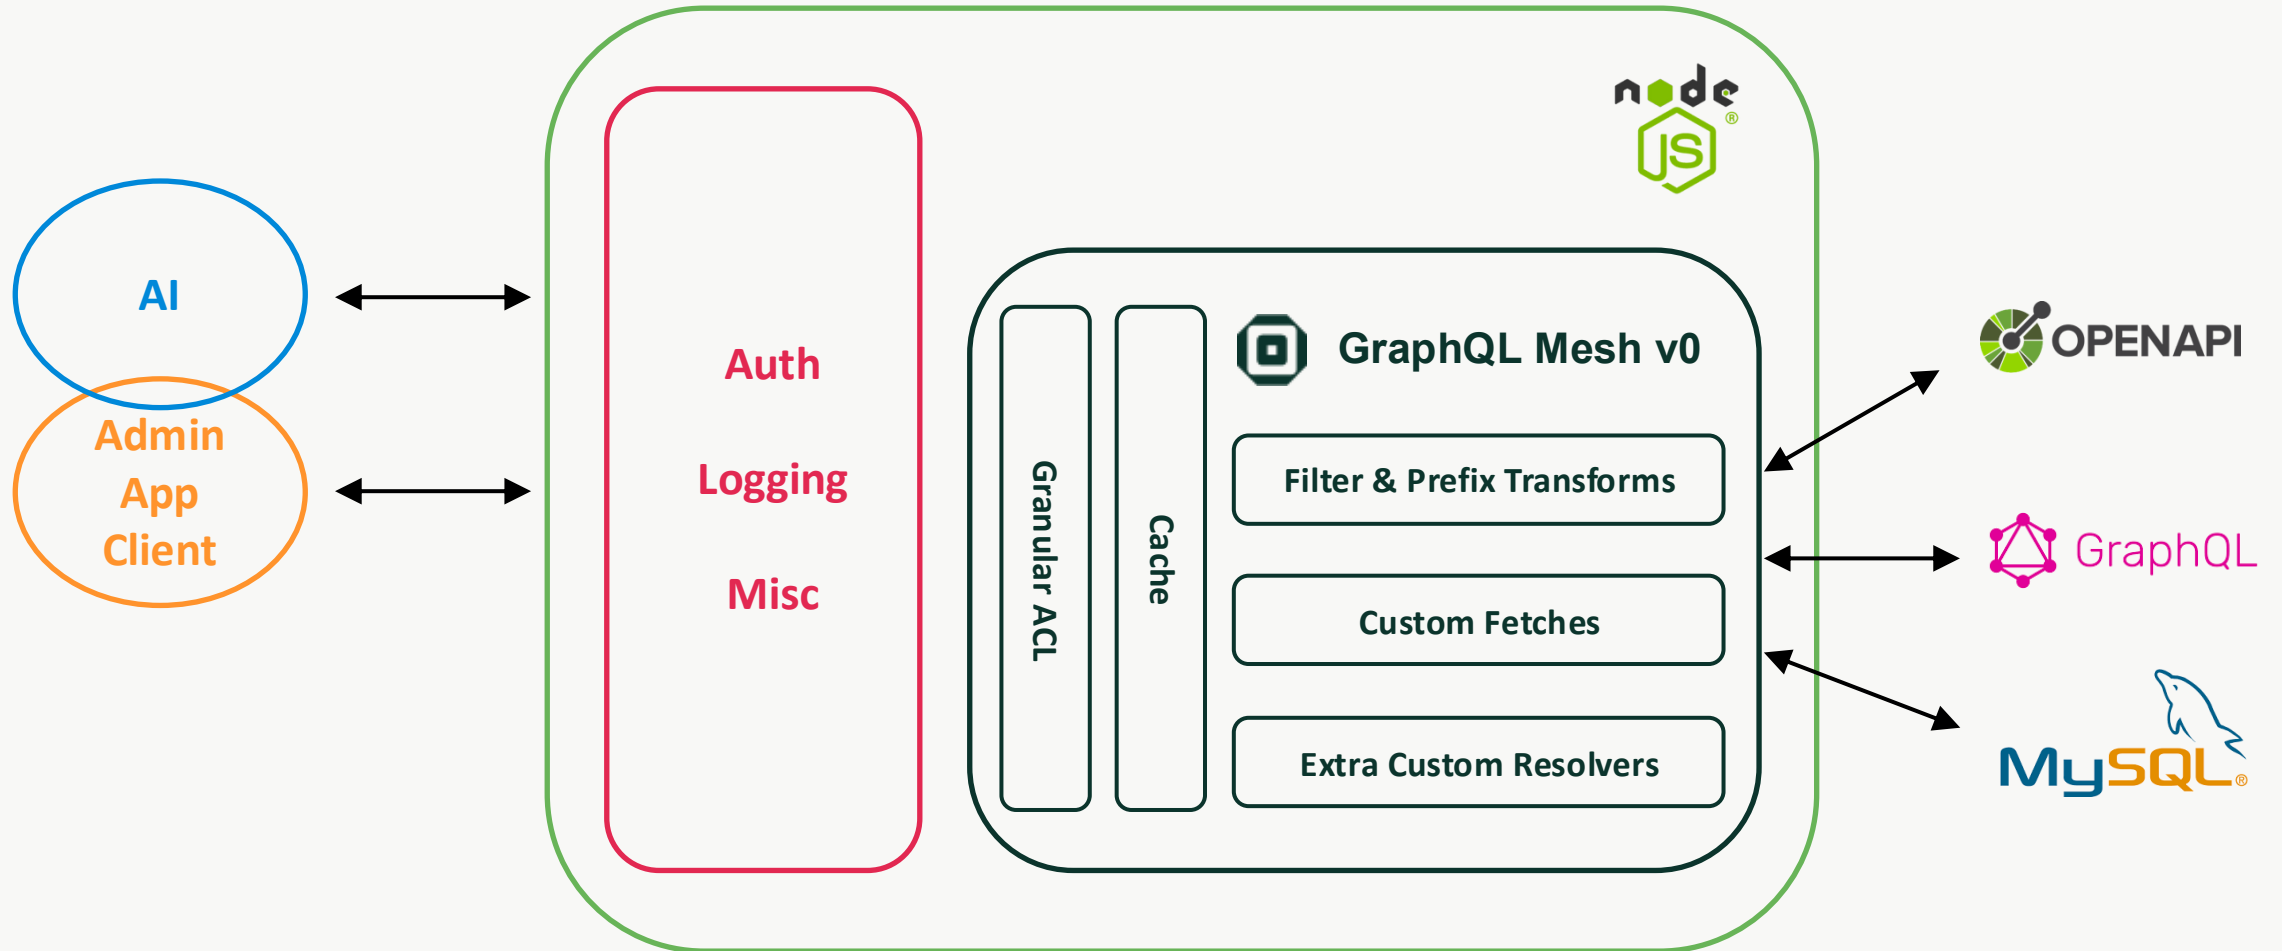 node
®
JS
AI
Admin
App
Client
Auth
Logging
Misc
Granular ACL
Cache
GraphQL Mesh v0
Filter & Prefix Transforms
Custom Fetches
Extra Custom Resolvers
OPENAPI
GraphQL
MySQL®